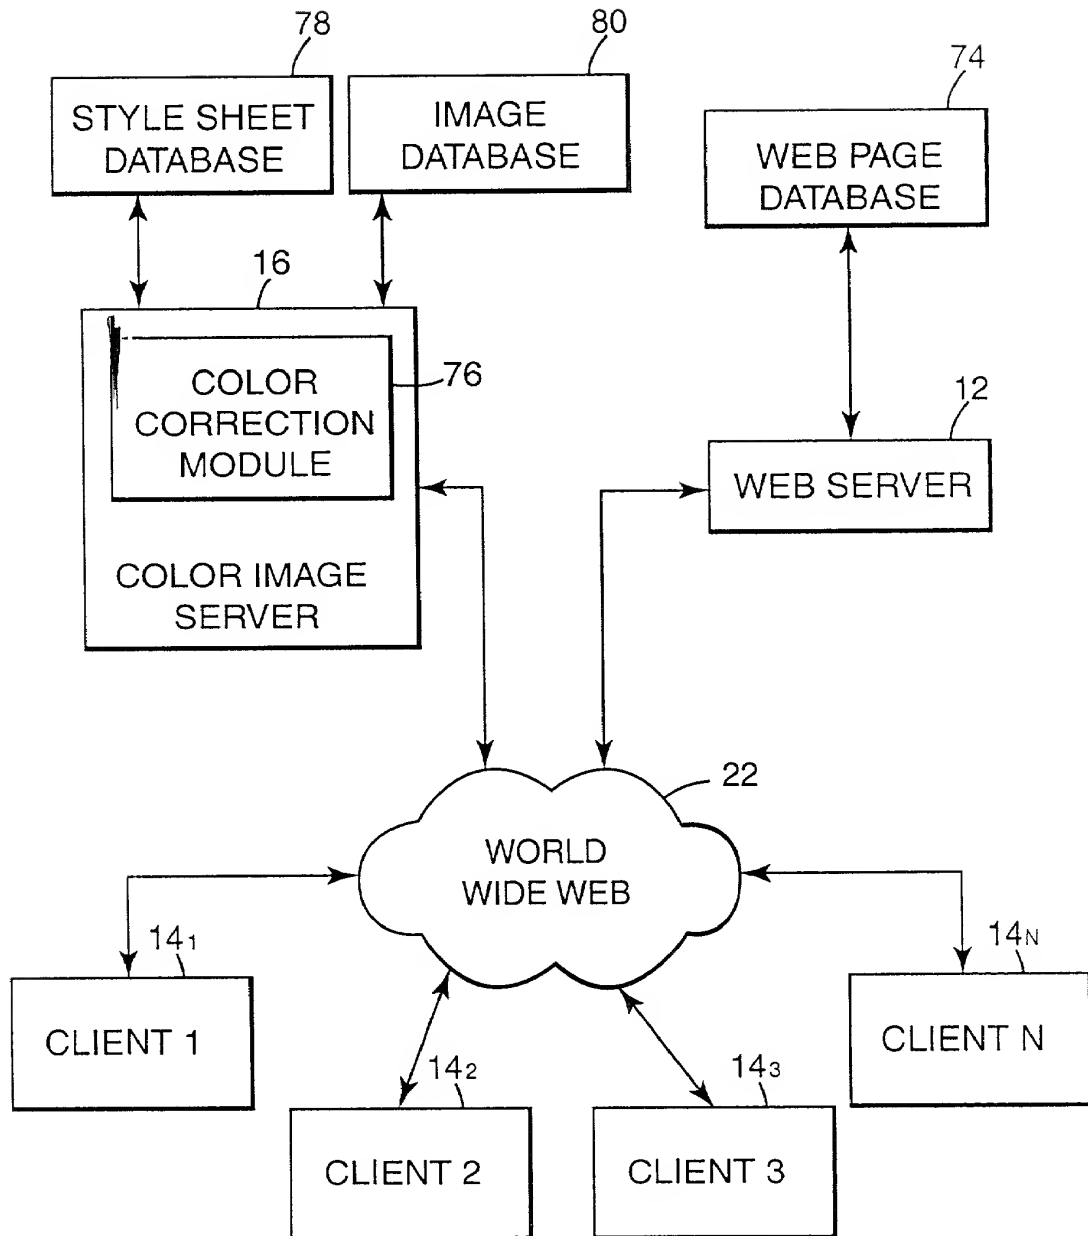 78
80
74
STYLE SHEET
DATABASE
IMAGE
DATABASE
WEB PAGE
DATABASE
16
76
COLOR
CORRECTION
MODULE
12
WEB SERVER
COLOR IMAGE
SERVER
22
WORLD
WIDE WEB
14₁
14N
CLIENT 1
CLIENT N
14₂
14₃
CLIENT 2
CLIENT 3